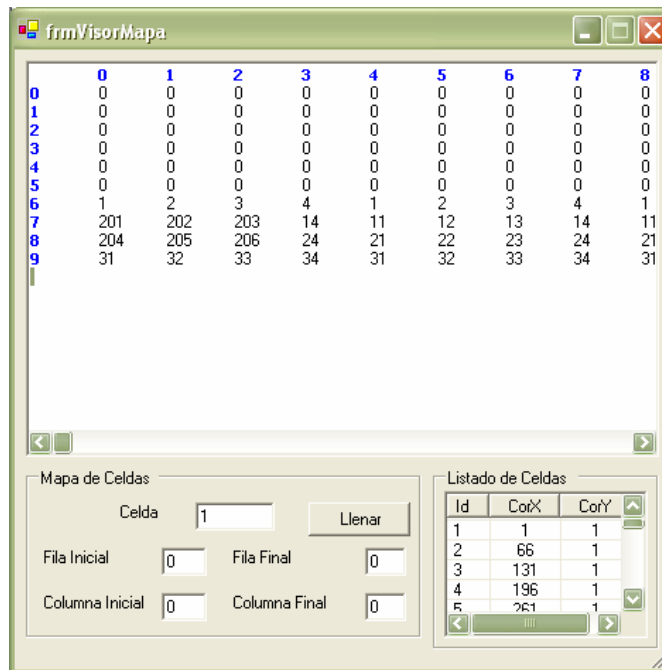 frmVisorMapa
0 1 2 3 4 5 6 7 8
0 0 0 0 0 0 0 0 0 0
1 0 0 0 0 0 0 0 0 0
2 0 0 0 0 0 0 0 0 0
3 0 0 0 0 0 0 0 0 0
4 0 0 0 0 0 0 0 0 0
5 0 0 0 0 0 0 0 0 0
6 1 2 3 4 1 2 3 4 1
7 201 202 203 14 11 12 13 14 11
8 204 205 206 24 21 22 23 24 21
9 31 32 33 34 31 32 33 34 31
Mapa de Celdas
Celda 1 Llenar
Fila Inicial 0 Fila Final 0
Columna Inicial 0 Columna Final 0
Listado de Celdas
Id CorX CorY
1 1 1
2 66 1
3 131 1
4 196 1
5 261 1